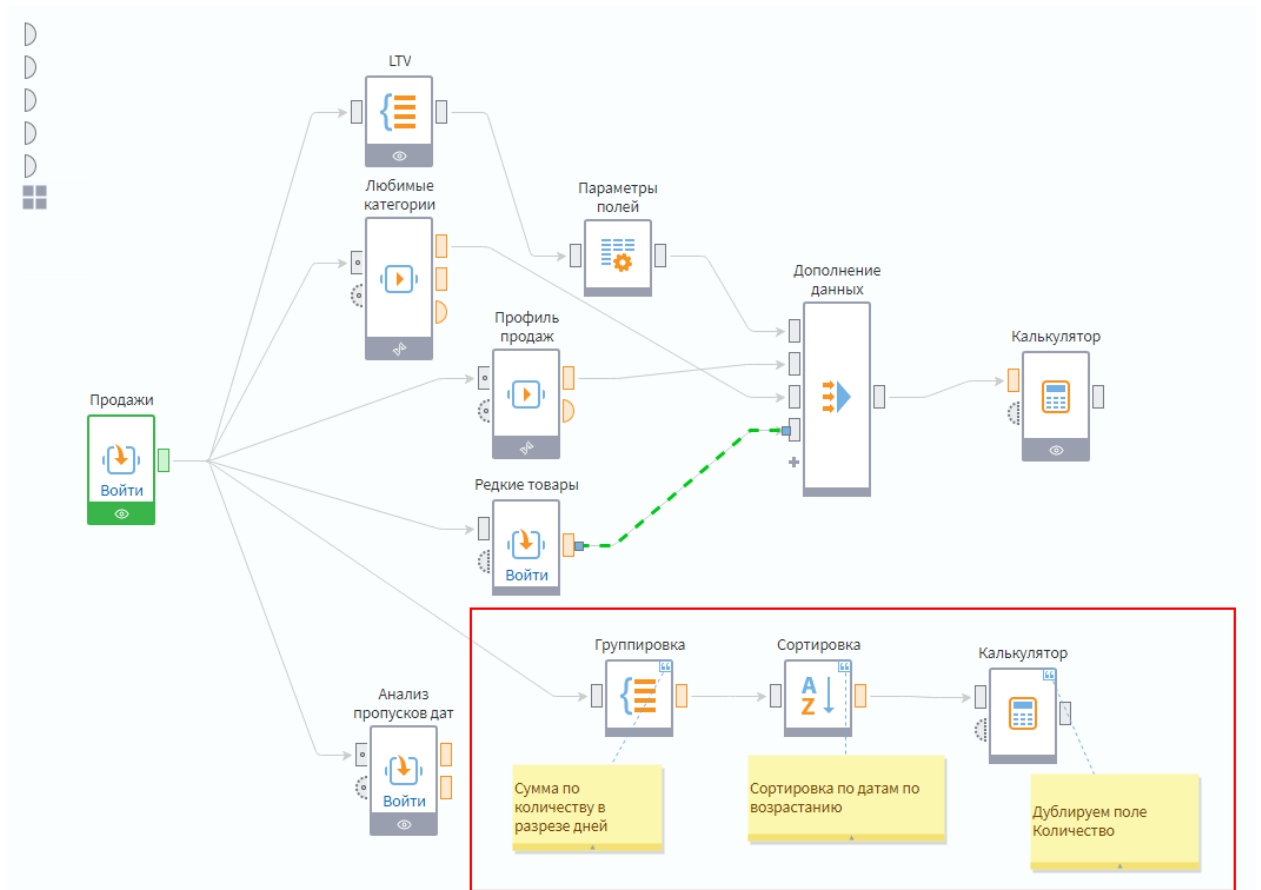 LTV
Любимые
категории
Параметры
полей
Дополнение
данных
Профиль
продаж
Калькулятор
Продажи
Войти
Редкие товары
Войти
Группировка
Сортировка
Калькулятор
A
Z
Анализ
пропусков дат
Войти
Сумма по
количеству в
разрезе дней
Сортировка по датам по
возрастанию
Дублируем поле
Количество